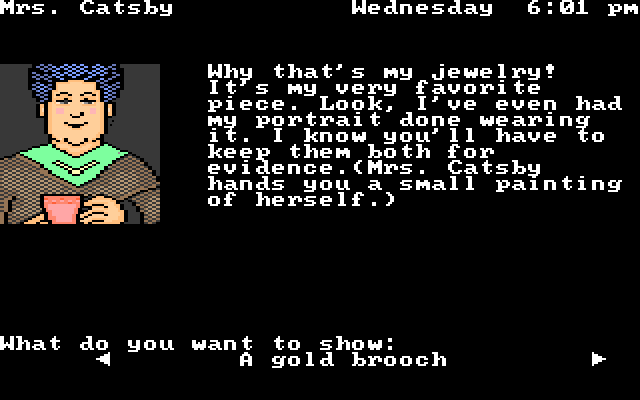 Mrs. Catsby
Wednesday 6:01 pm
Why that's my jewelry!
It's my very favorite
piece. Look, I've even had
my portrait done wearing
it. I know you'll have to
keep them both for
evidence.(Mrs. Catsby
hands you a small painting
of herself.)
What do you want to show:
A gold brooch